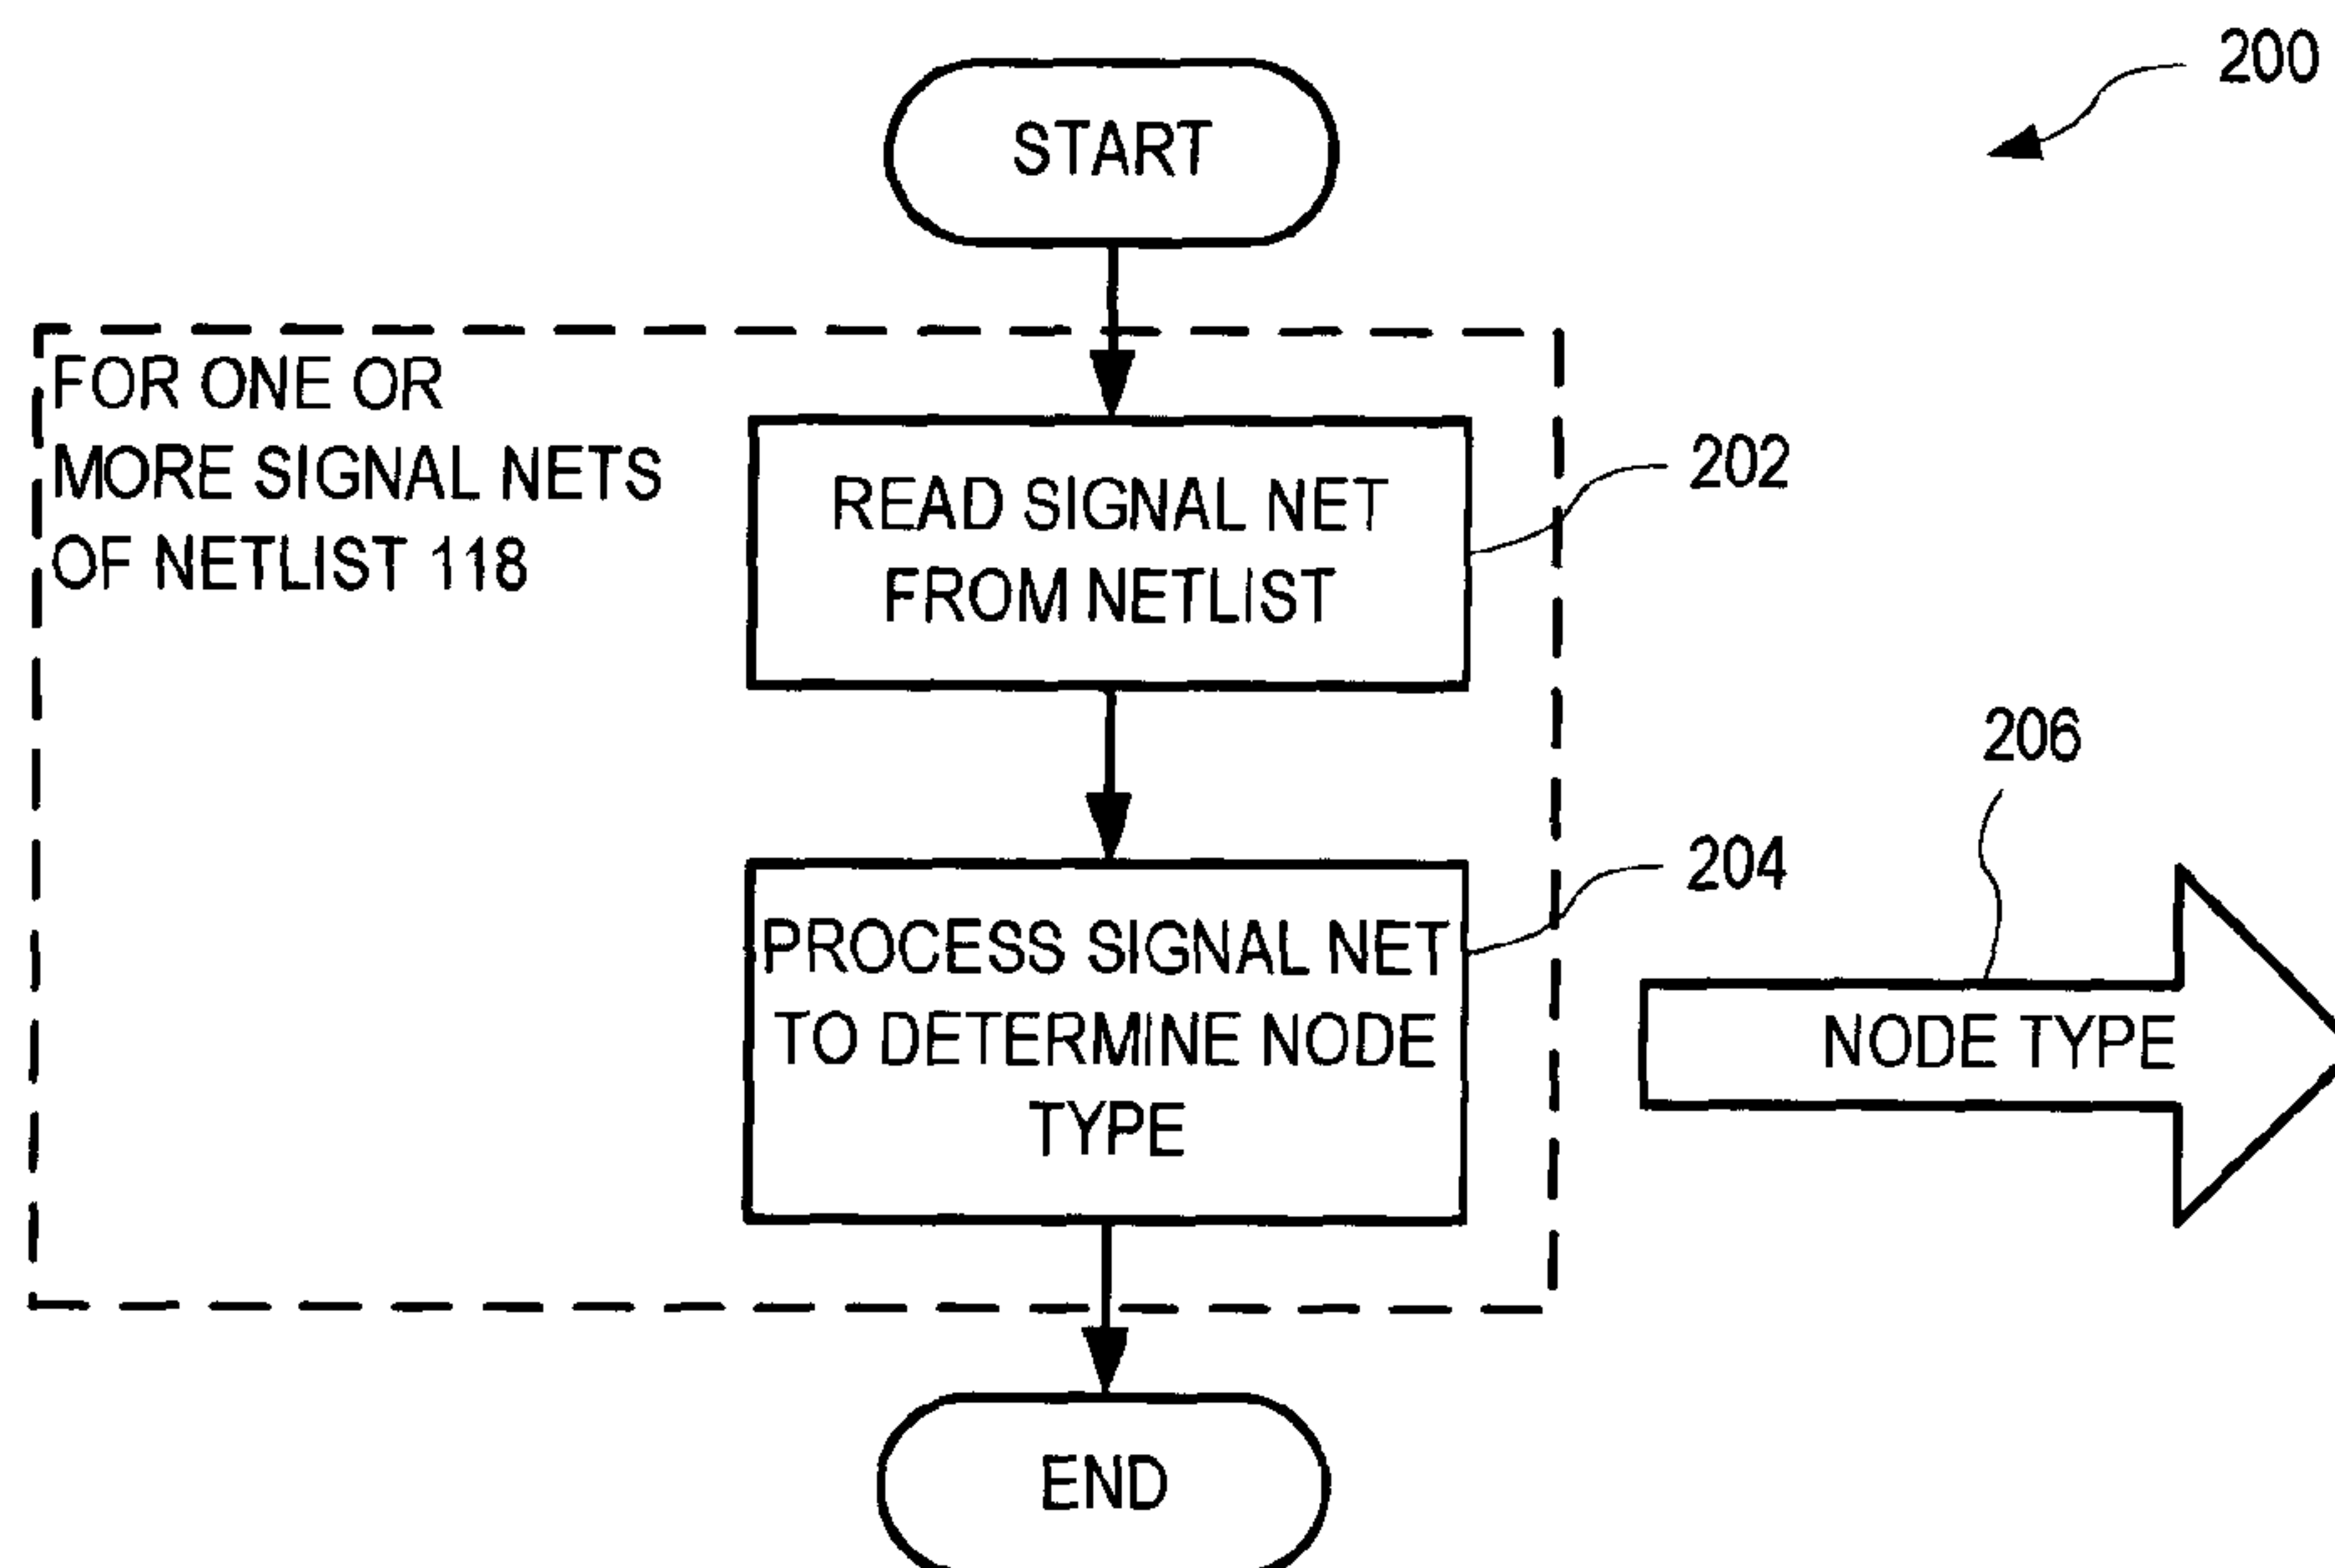 200
START
FOR ONE OR
MORE SIGNAL NETS
OF NETLIST 118
READ SIGNAL NET
FROM NETLIST
202
206
204
PROCESS SIGNAL NET
TO DETERMINE NODE
TYPE
NODE TYPE
END